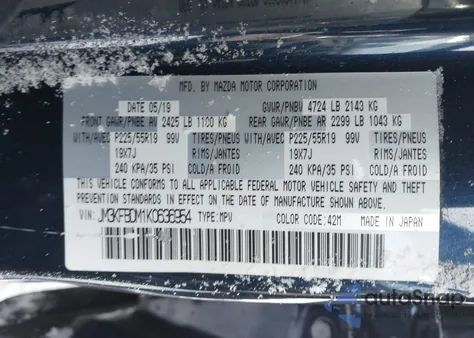 MFD. BY MAZDA MOTOR CORPORATION
DATE 05/19 GVWR/PNBV 4724 LB 2143 KG
FRONT GAWR/PNBE AV 2425 LB 1100 KG REAR GAWR/PNBE AR 2299 LB 1043 KG
WITH/AVEC P225/55R19 99V TIRES/PNEUS WITH/AVEC P225/55R19 99V TIRES/PNEUS
19X7J RIMS/JANTES 19X7J RIMS/JANTES
240 KPA/35 PSI COLD/A FROID 240 KPA/35 PSI COLD/A FROID
THIS VEHICLE CONFORMS TO ALL APPLICABLE FEDERAL MOTOR VEHICLE SAFETY AND THEFT
PREVENTION STANDARDS IN EFFECT ON THE DATE OF MANUFACTURE SHOWN ABOVE.
VIN: JM3KFBDM1K0636954 TYPE:MPV COLOR CODE:42M MADE IN JAPAN
autoSnap